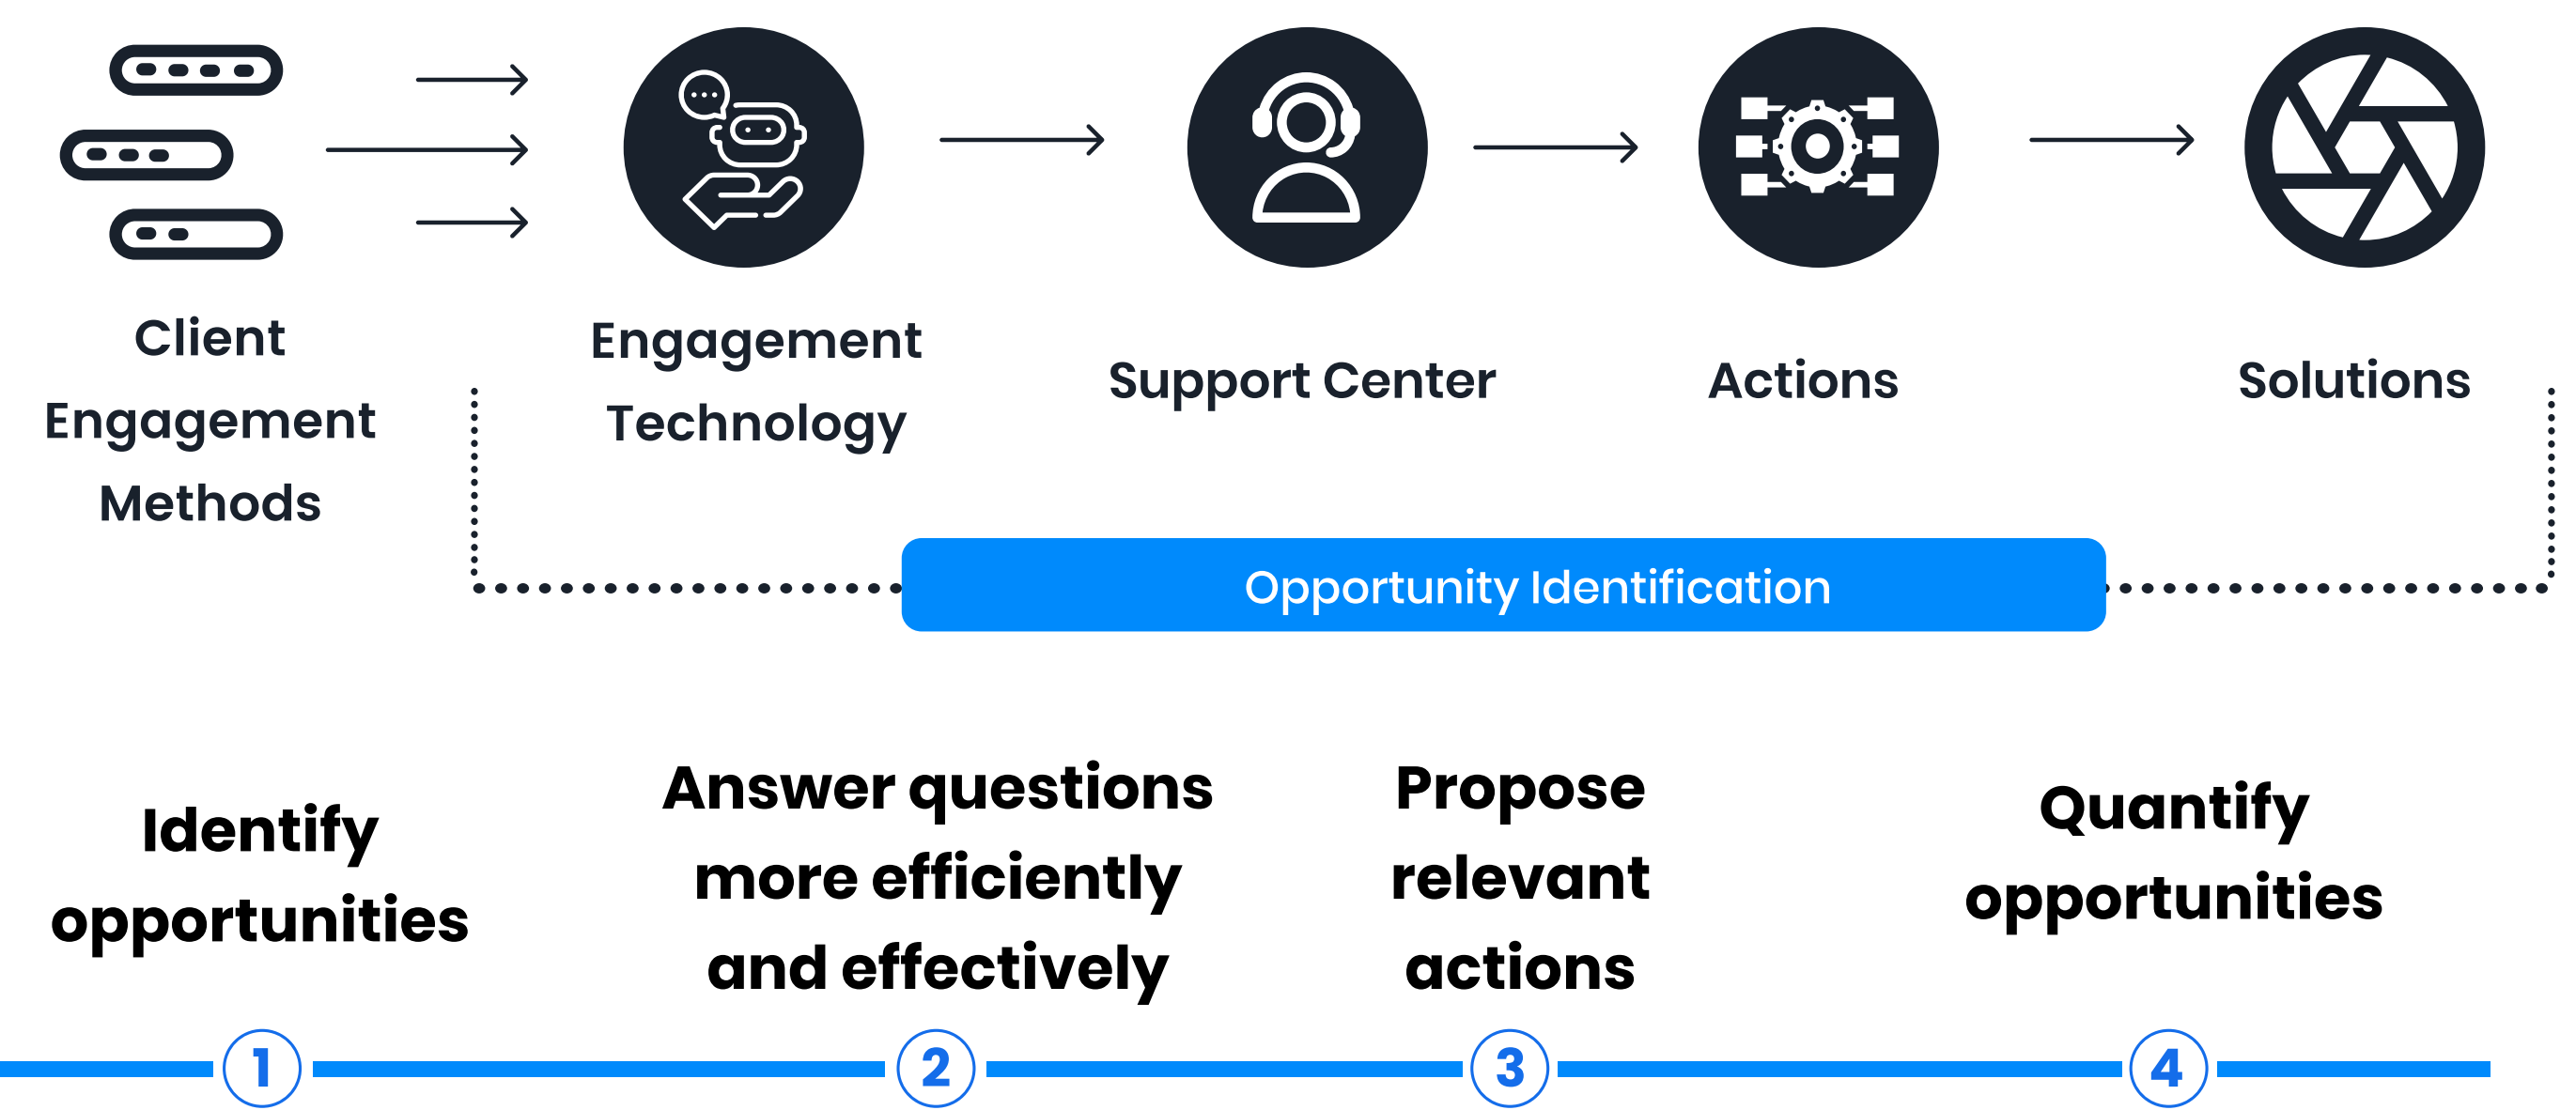 Client
Engagement
Methods
Engagement
Technology
Support Center
Actions
Solutions
Opportunity Identification
Identify
opportunities
Answer questions
more efficiently
and effectively
Propose
relevant
actions
Quantify
opportunities
1
2
3
4